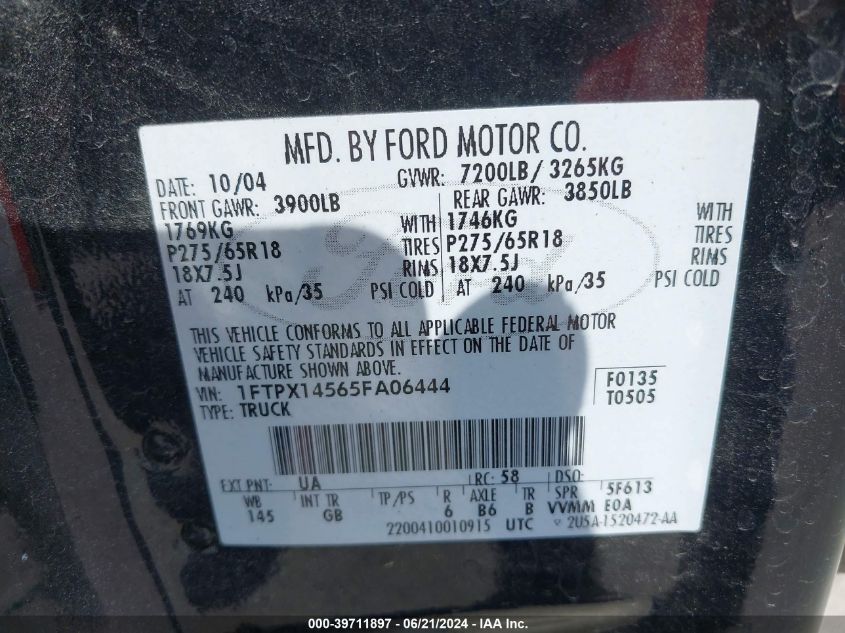 MFD. BY FORD MOTOR CO.
DATE: 10/04 GVWR: 7200LB/ 3265KG
FRONT GAWR: 3900LB REAR GAWR: 3850LB
1769KG WITH 1746KG WITH
P275/65R18 TIRES P275/65R18 TIRES
18X7.5J RIMS 18X7.5J RIMS
AT 240 kPa/35 PSI COLD AT 240 kPa/35 PSI COLD
THIS VEHICLE CONFORMS TO ALL APPLICABLE FEDERAL MOTOR
VEHICLE SAFETY STANDARDS IN EFFECT ON THE DATE OF
MANUFACTURE SHOWN ABOVE.
VIN: 1FTPX14565FA06444 F0135
TYPE: TRUCK T0505
EXT PNT: UA RC: 58 DSO:
WB INT TR TP/PS R AXLE TR SPR 5F613
145 GB 6 B6 B VVMM E0A
2200410010915 UTC 2U5A-1520472-AA
Ford
000-39711897 - 06/21/2024 - IAA Inc.